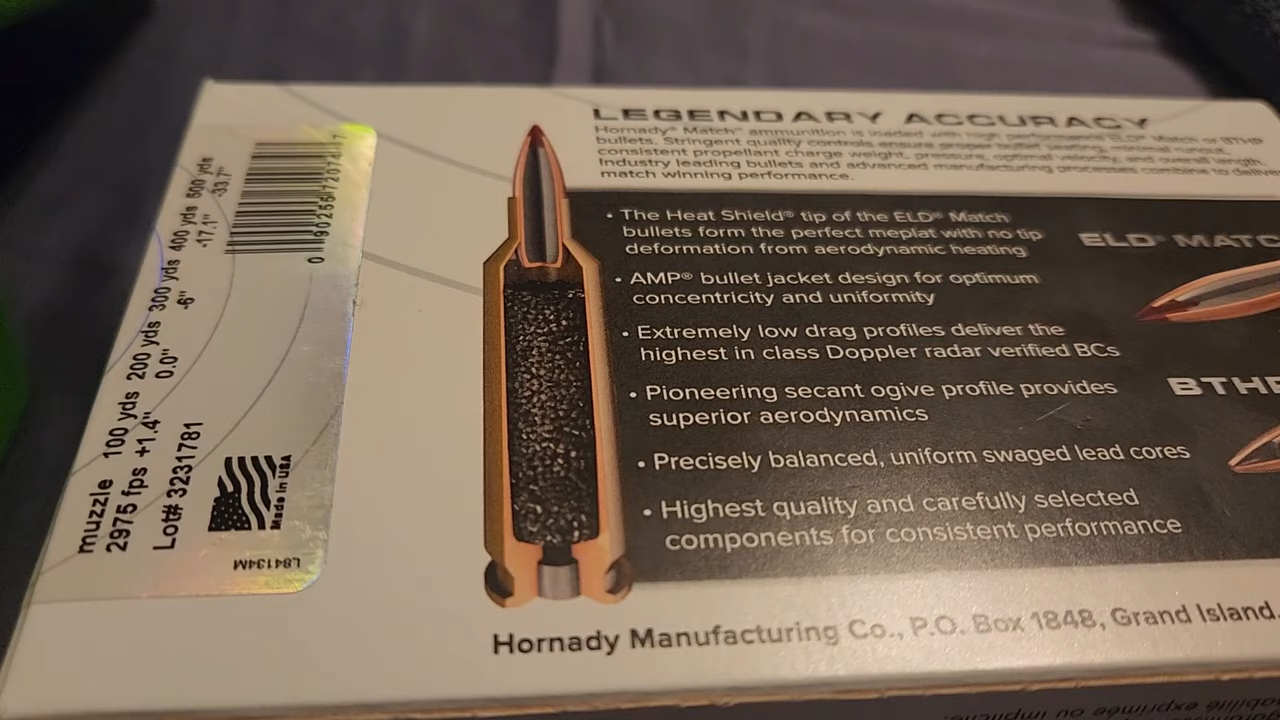 muzzle 100 yds 200 yds 300 yds 400 yds 500 yds
2975 fps +1.4" 0.0" -6" -17.1" -33.7"
Lot# 3231781
Made in USA
L84134M
LEGENDARY ACCURACY
Hornady® Match™ ammunition is loaded with high performance ELD® Match or BTHP
bullets. Stringent quality controls ensure proper
consistent propellant charge weight, pressure, optimal velocity, and overall length.
Industry leading bullets and advanced manufacturing processes combine to deliver
match winning performance.
• The Heat Shield® tip of the ELD® Match
bullets form the perfect meplat with no tip
deformation from aerodynamic heating
• AMP® bullet jacket design for optimum
concentricity and uniformity
• Extremely low drag profiles deliver the
highest in class Doppler radar verified BCs
• Pioneering secant ogive profile provides
superior aerodynamics
• Precisely balanced, uniform swaged lead cores
• Highest quality and carefully selected
components for consistent performance
ELD® MATC
BTHP
Hornady Manufacturing Co., P.O. Box 1848, Grand Island,
exprimée ou implicite.